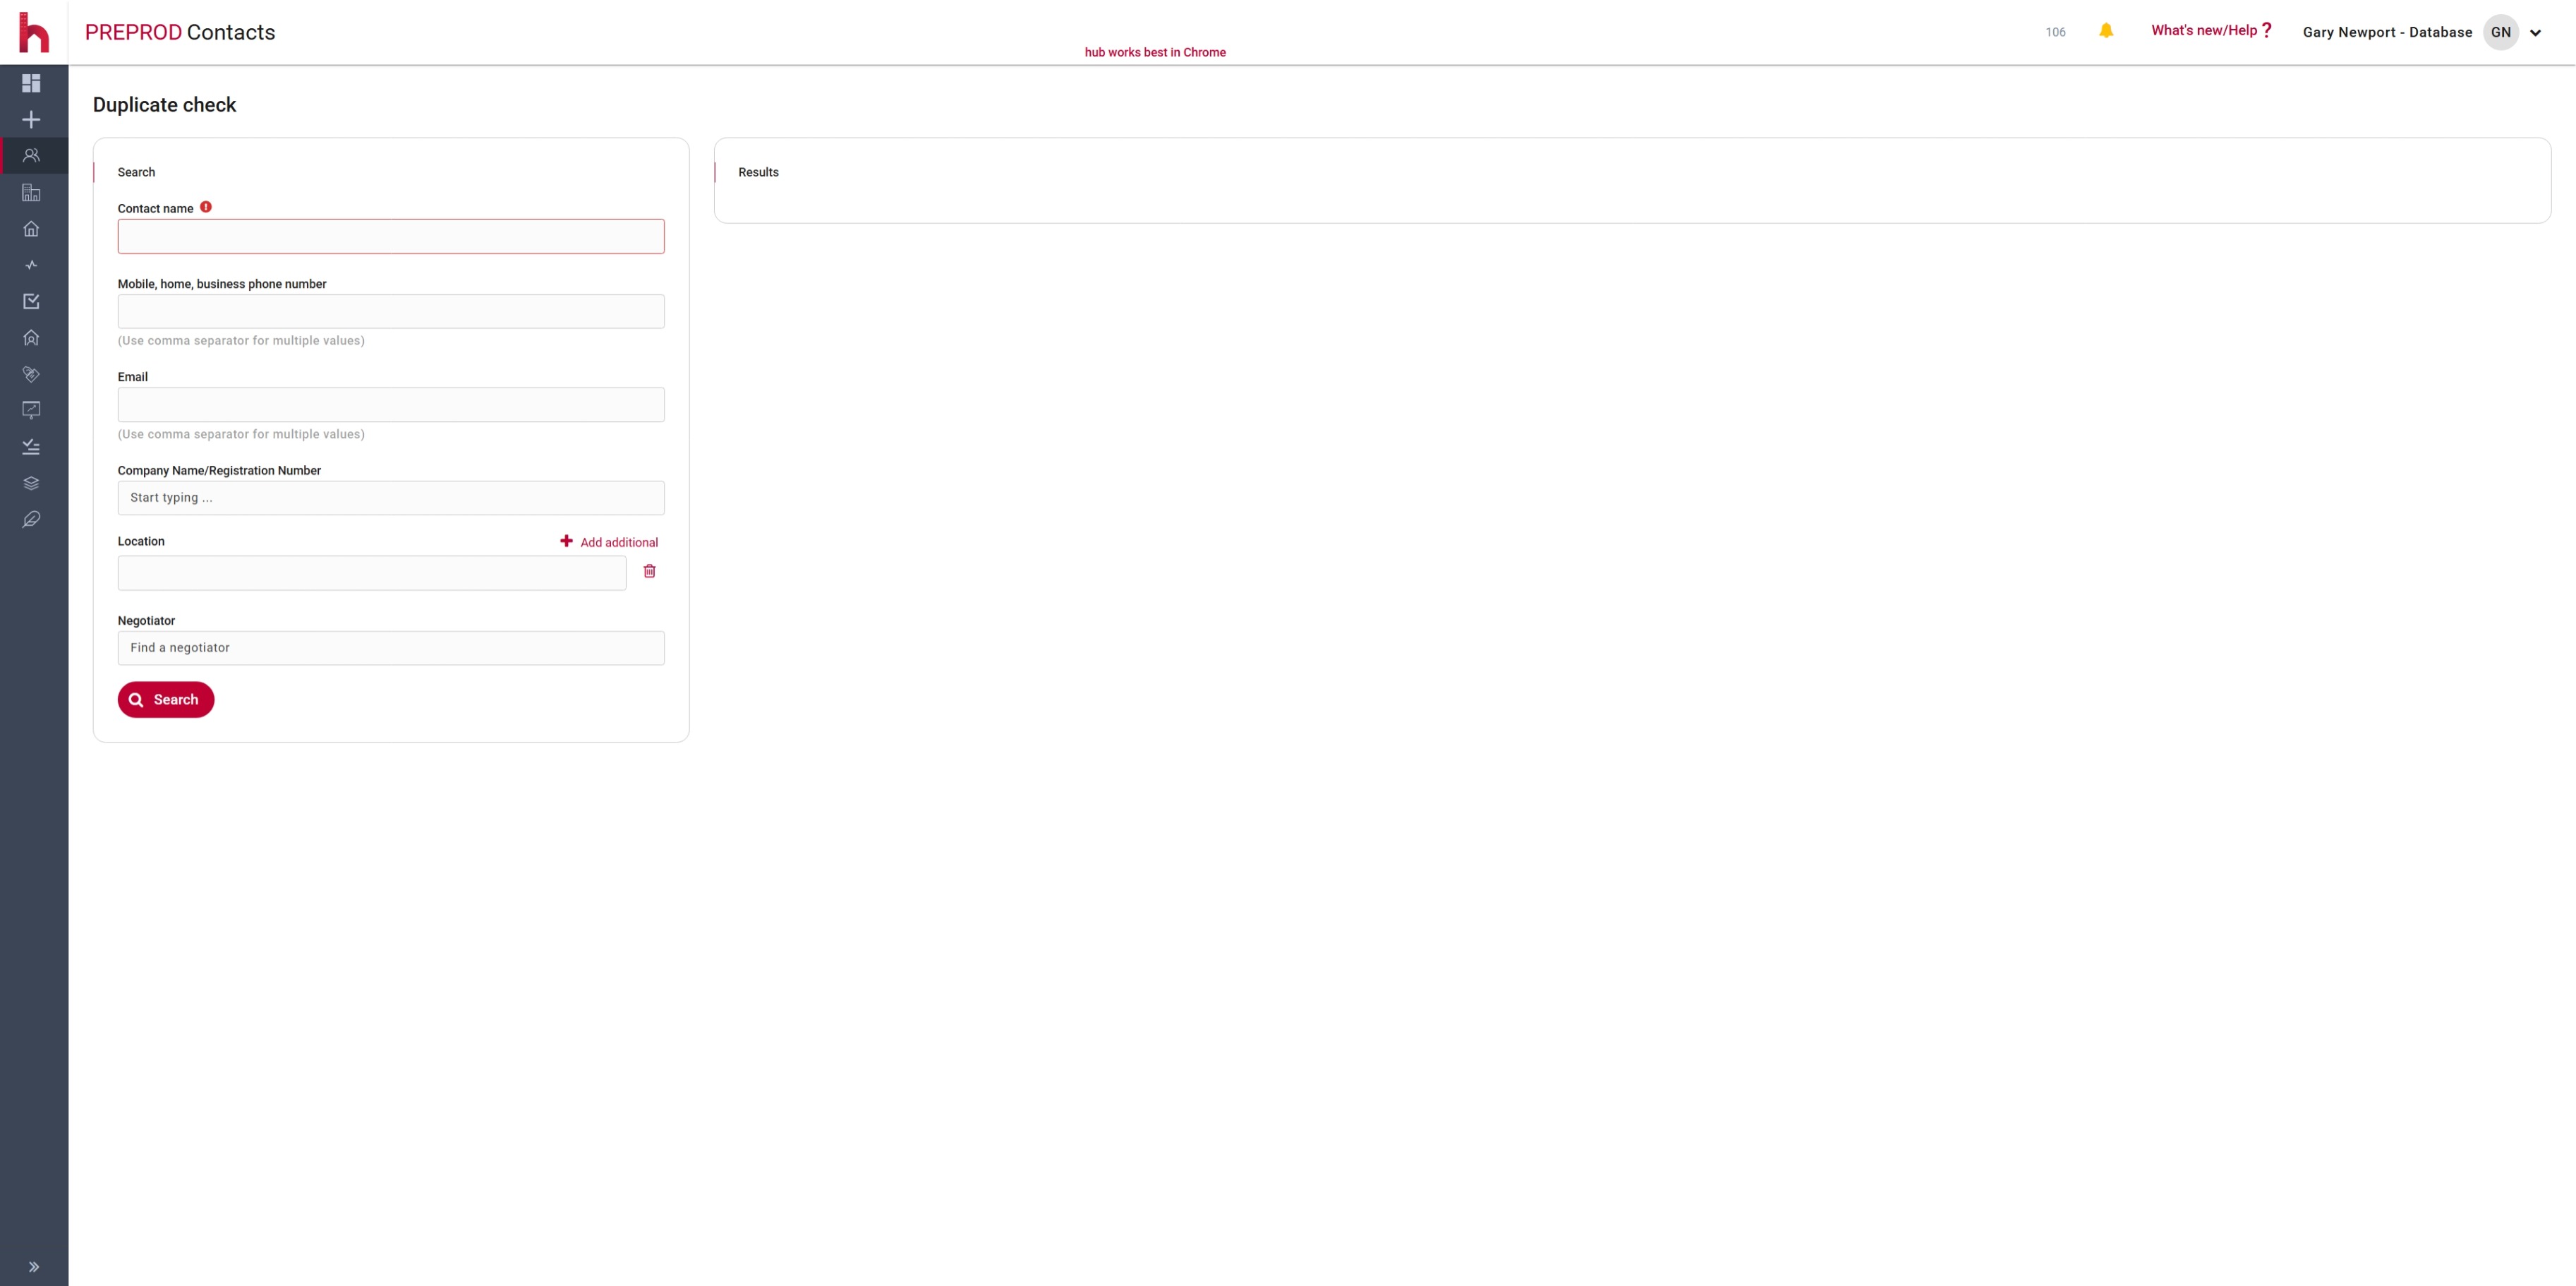 h
PREPROD Contacts
hub works best in Chrome
106
What's new/Help ?
Gary Newport - Database
GN
Duplicate check
Search
Contact name
Mobile, home, business phone number
(Use comma separator for multiple values)
Email
(Use comma separator for multiple values)
Company Name/Registration Number
Start typing ...
Location
Add additional
Negotiator
Find a negotiator
Search
Results